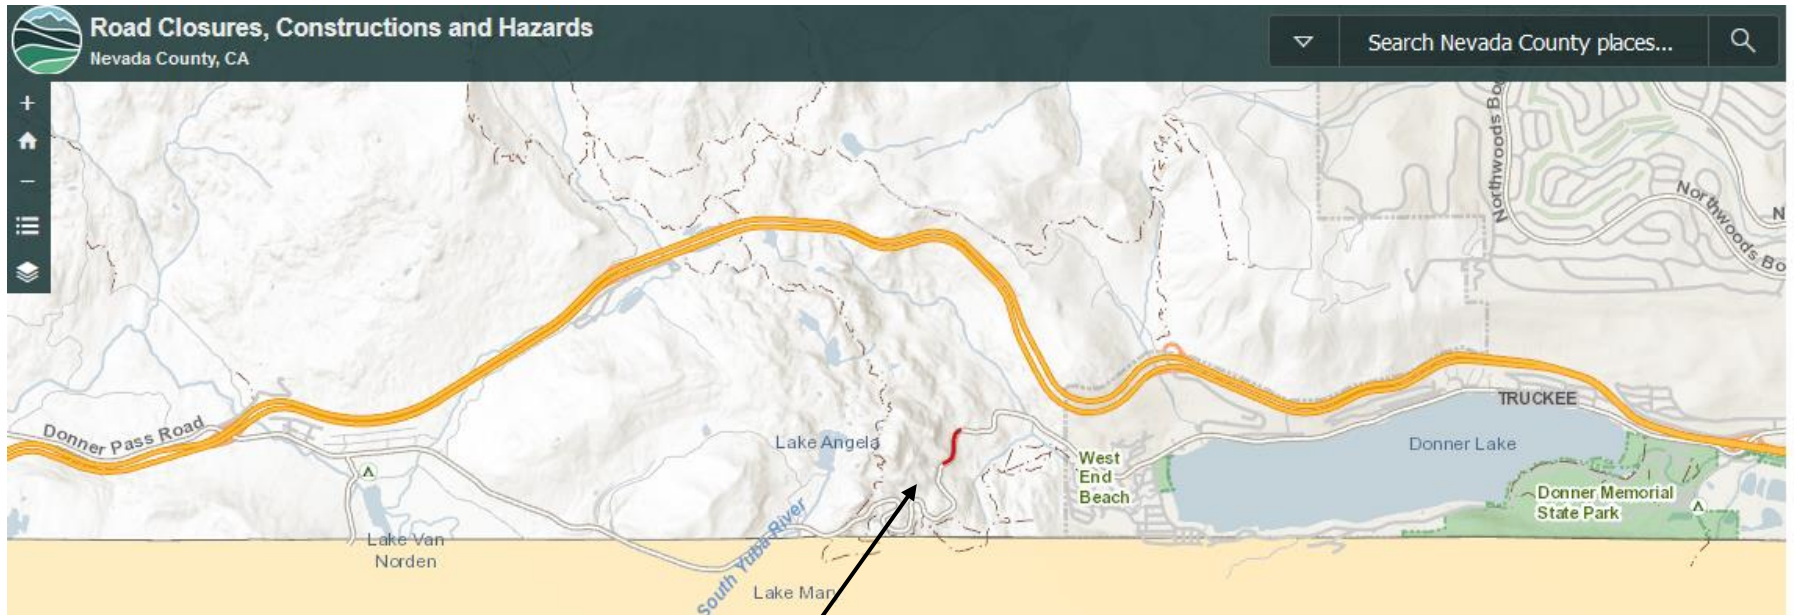 Road Closures, Constructions and Hazards
Nevada County, CA
Search Nevada County places...
Northwoods Bo
Northwoods Bo
N
Donner Pass Road
Lake Angela
West
End
Beach
TRUCKEE
Donner Lake
Donner Memorial
State Park
South Yuba River
Lake Van
Norden
Lake Mar